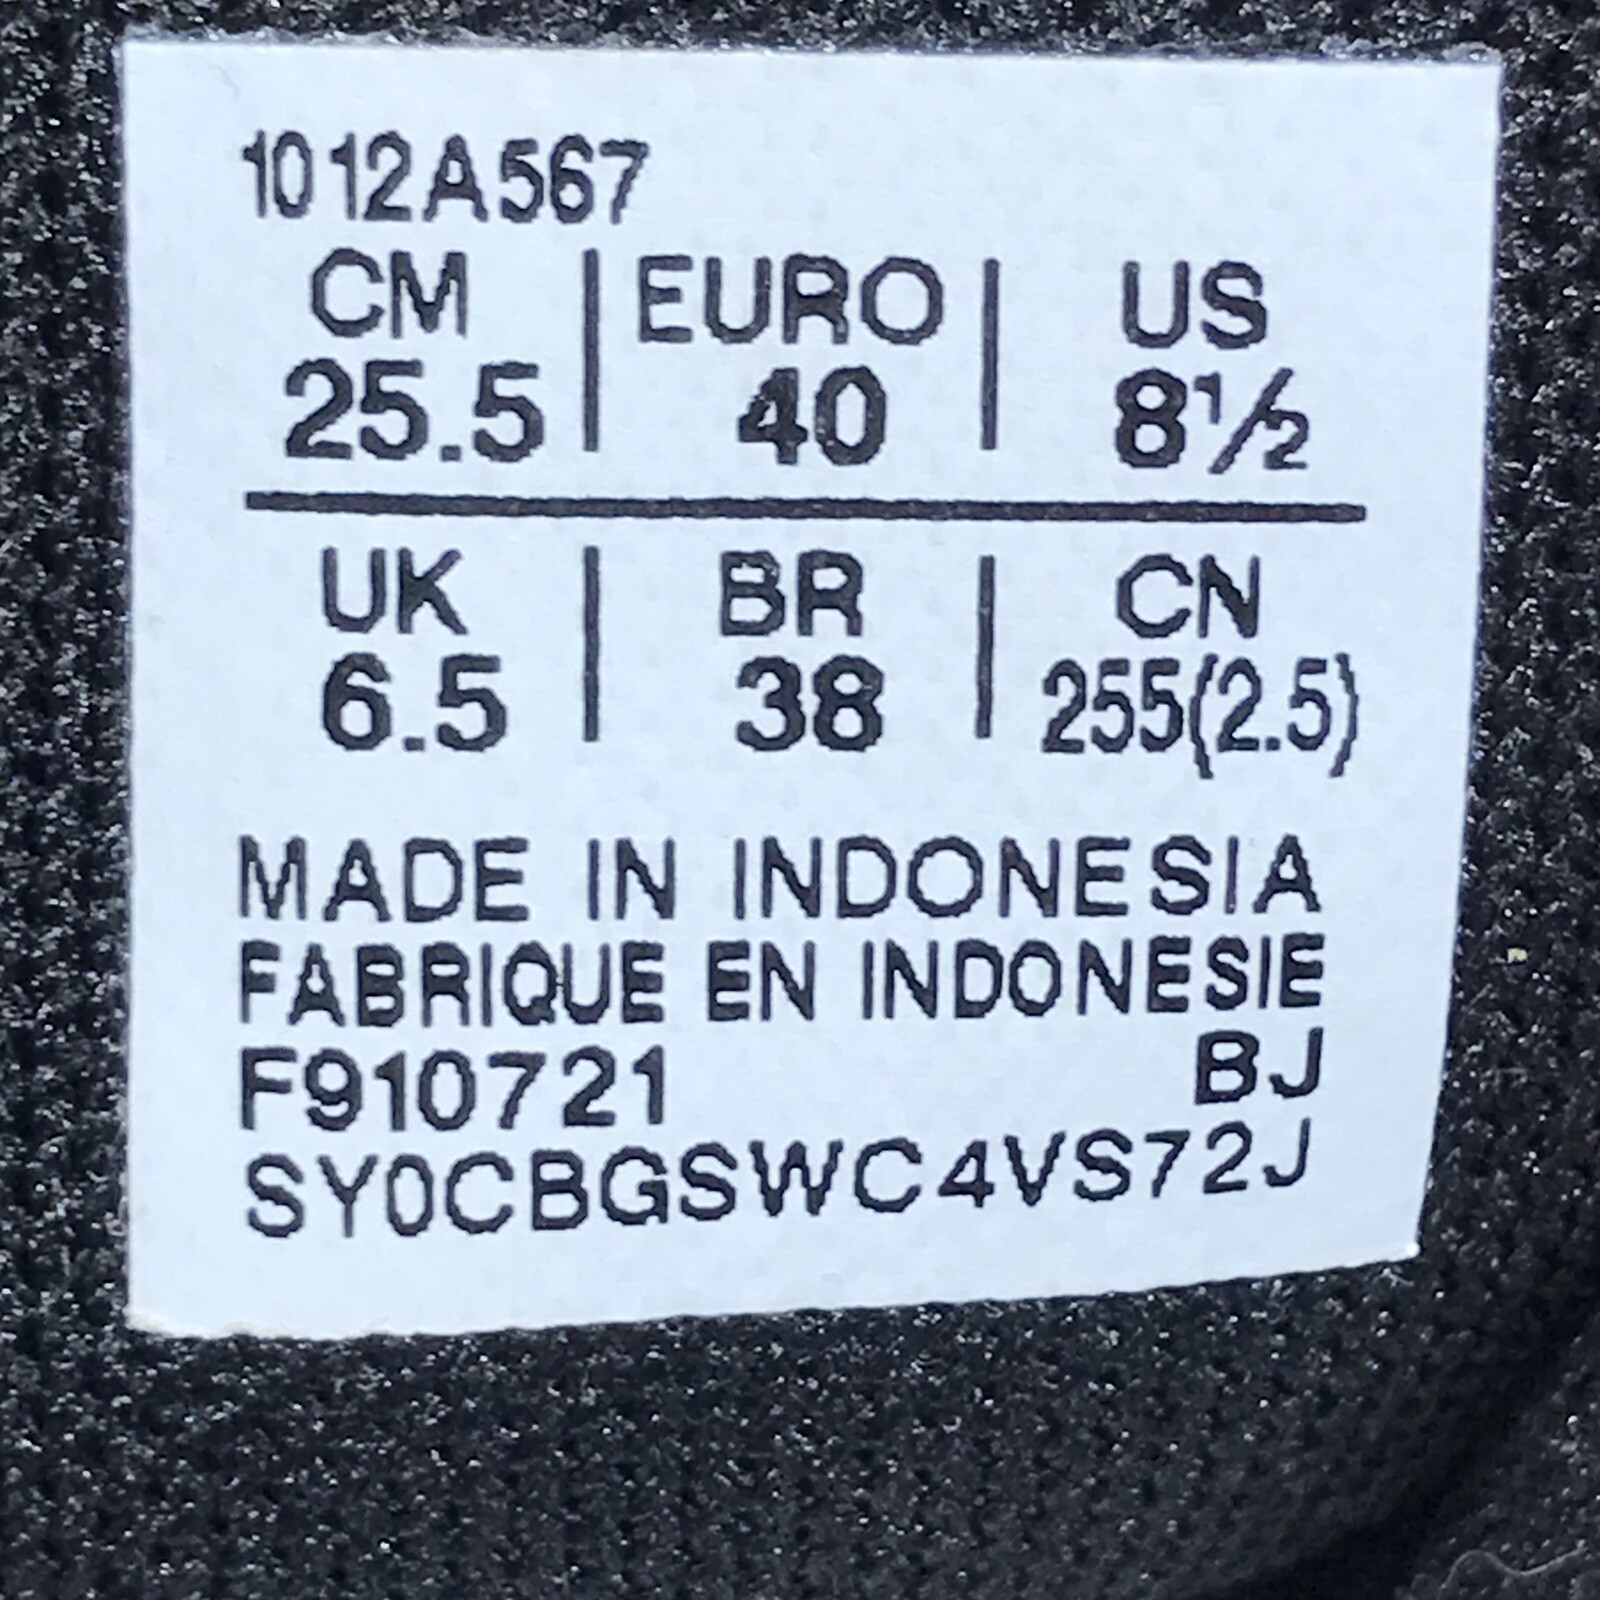 1012A567
CM | EURO | US
25.5 | 40 | 8½
UK | BR | CN
6.5 | 38 | 255(2.5)
MADE IN INDONESIA
FABRIQUE EN INDONESIE
F910721 BJ
SY0CBGSWC4VS72J